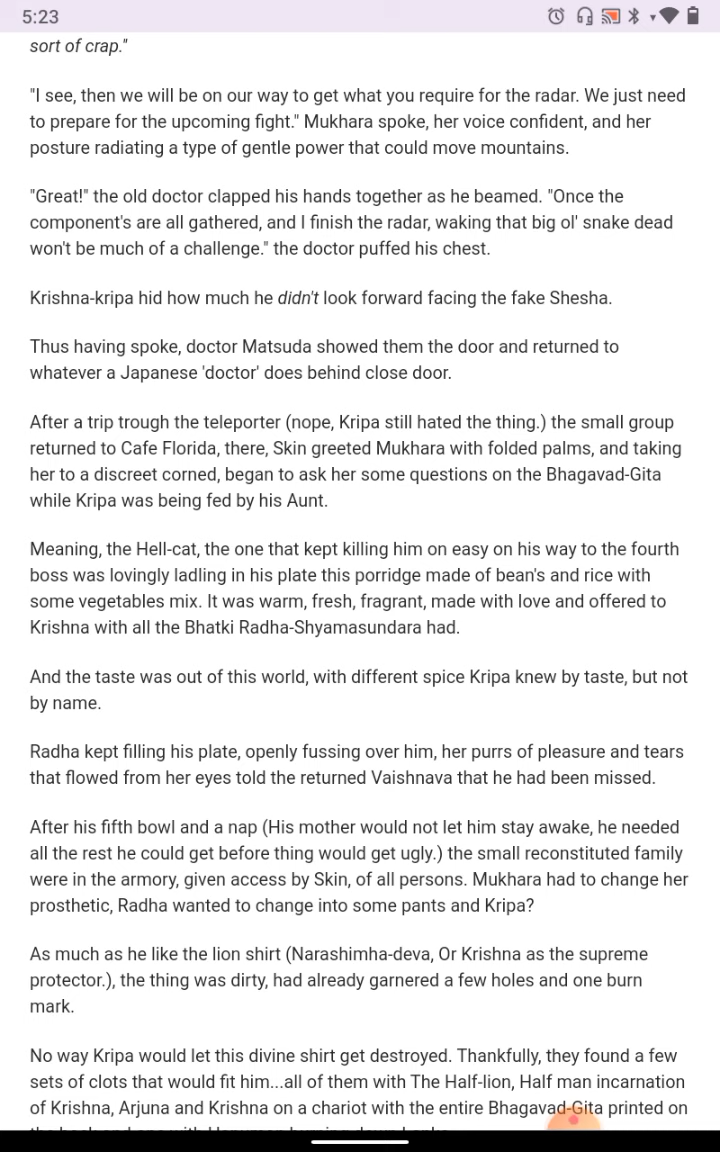 5:23
sort of crap."
"I see, then we will be on our way to get what you require for the radar. We just need
to prepare for the upcoming fight." Mukhara spoke, her voice confident, and her
posture radiating a type of gentle power that could move mountains.
"Great!" the old doctor clapped his hands together as he beamed. "Once the
component's are all gathered, and I finish the radar, waking that big ol' snake dead
won't be much of a challenge." the doctor puffed his chest.
Krishna-kripa hid how much he didn't look forward facing the fake Shesha.
Thus having spoke, doctor Matsuda showed them the door and returned to
whatever a Japanese 'doctor' does behind close door.
After a trip trough the teleporter (nope, Kripa still hated the thing.) the small group
returned to Cafe Florida, there, Skin greeted Mukhara with folded palms, and taking
her to a discreet corned, began to ask her some questions on the Bhagavad-Gita
while Kripa was being fed by his Aunt.
Meaning, the Hell-cat, the one that kept killing him on easy on his way to the fourth
boss was lovingly ladling in his plate this porridge made of bean's and rice with
some vegetables mix. It was warm, fresh, fragrant, made with love and offered to
Krishna with all the Bhatki Radha-Shyamasundara had.
And the taste was out of this world, with different spice Kripa knew by taste, but not
by name.
Radha kept filling his plate, openly fussing over him, her purrs of pleasure and tears
that flowed from her eyes told the returned Vaishnava that he had been missed.
After his fifth bowl and a nap (His mother would not let him stay awake, he needed
all the rest he could get before thing would get ugly.) the small reconstituted family
were in the armory, given access by Skin, of all persons. Mukhara had to change her
prosthetic, Radha wanted to change into some pants and Kripa?
As much as he like the lion shirt (Narashimha-deva, Or Krishna as the supreme
protector.), the thing was dirty, had already garnered a few holes and one burn
mark.
No way Kripa would let this divine shirt get destroyed. Thankfully, they found a few
sets of clots that would fit him...all of them with The Half-lion, Half man incarnation
of Krishna, Arjuna and Krishna on a chariot with the entire Bhagavad-Gita printed on